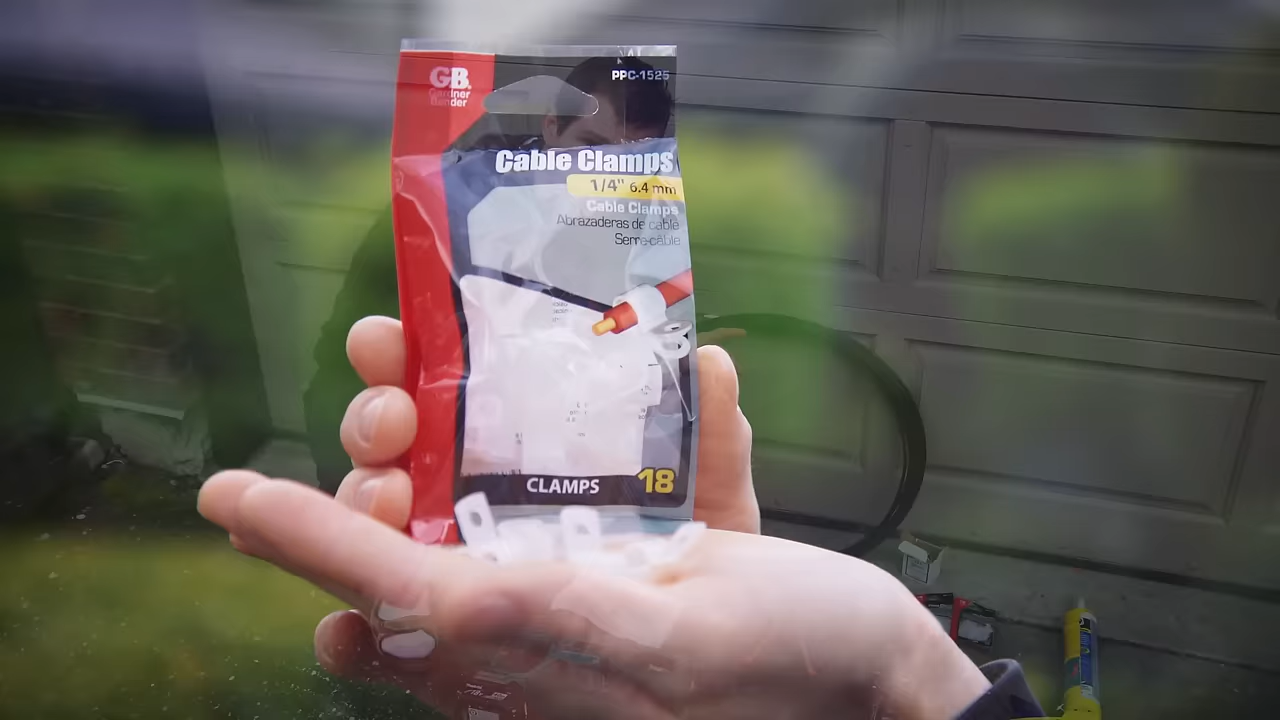 GB.
Gardner
Bender
PPC-1525
Cable Clamps
1/4" 6.4 mm
Cable Clamps
Abrazaderas de cable
Serre-câble
CLAMPS
18